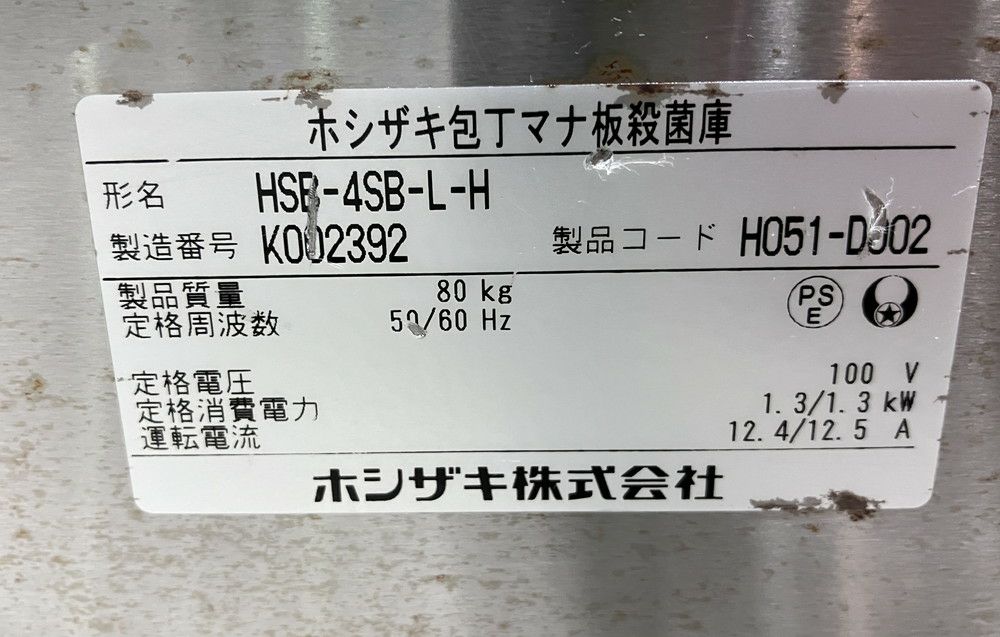 ホシザキ包丁マナ板殺菌庫
形名 HSB-4SB-L-H
製造番号 K002392 製品コード H051-D002
製品質量 80 kg
定格周波数 50/60 Hz
PS
E
定格電圧 100 V
定格消費電力 1.3/1.3 kW
運転電流 12.4/12.5 A
ホシザキ株式会社